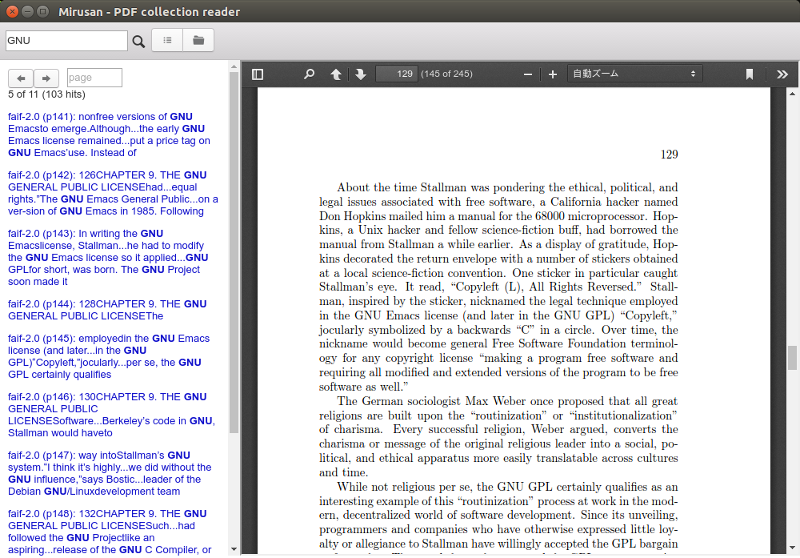 Mirusan - PDF collection reader
GNU
page
5 of 11 (103 hits)
faif-2.0 (p141): nonfree versions of GNU
Emacsto emerge.Although...the early GNU
Emacs license remained...put a price tag on
GNU Emacs'use. Instead of
faif-2.0 (p142): 126CHAPTER 9. THE GNU
GENERAL PUBLIC LICENSEhad...equal
rights."The GNU Emacs General Public...on a
ver-sion of GNU Emacs in 1985. Following
faif-2.0 (p143): In writing the GNU
Emacslicense, Stallman...he had to modify
the GNU Emacs license so it applied...GNU
GPLfor short, was born. The GNU Project
soon made it
faif-2.0 (p144): 128CHAPTER 9. THE GNU
GENERAL PUBLIC LICENSEThe
faif-2.0 (p145): employedin the GNU Emacs
license (and later...in the GNU
GPL)"Copyleft,"jocularly...per se, the GNU
GPL certainly qualifies
faif-2.0 (p146): 130CHAPTER 9. THE GNU
GENERAL PUBLIC
LICENSESoftware...Berkeley's code in GNU,
Stallman would haveto
faif-2.0 (p147): way intoStallman's GNU
system."I think it's highly...we did without the
GNU influence,"says Bostic...leader of the
Debian GNU/Linuxdevelopment team
faif-2.0 (p148): 132CHAPTER 9. THE GNU
GENERAL PUBLIC LICENSESuch...had
followed the GNU Projectlike an
aspiring...release of the GNU C Compiler, or
129 (145 of 245)
自動ズーム
129
About the time Stallman was pondering the ethical, political, and
legal issues associated with free software, a California hacker named
Don Hopkins mailed him a manual for the 68000 microprocessor. Hop-
kins, a Unix hacker and fellow science-fiction buff, had borrowed the
manual from Stallman a while earlier. As a display of gratitude, Hop-
kins decorated the return envelope with a number of stickers obtained
at a local science-fiction convention. One sticker in particular caught
Stallman's eye. It read, “Copyleft (L), All Rights Reversed.” Stall-
man, inspired by the sticker, nicknamed the legal technique employed
in the GNU Emacs license (and later in the GNU GPL) “Copyleft,”
jocularly symbolized by a backwards “C” in a circle. Over time, the
nickname would become general Free Software Foundation terminol-
ogy for any copyright license “making a program free software and
requiring all modified and extended versions of the program to be free
software as well.”
The German sociologist Max Weber once proposed that all great
religions are built upon the “routinization” or “institutionalization”
of charisma. Every successful religion, Weber argued, converts the
charisma or message of the original religious leader into a social, po-
litical, and ethical apparatus more easily translatable across cultures
and time.
While not religious per se, the GNU GPL certainly qualifies as an
interesting example of this “routinization” process at work in the mod-
ern, decentralized world of software development. Since its unveiling,
programmers and companies who have otherwise expressed little loy-
alty or allegiance to Stallman have willingly accepted the GPL bargain